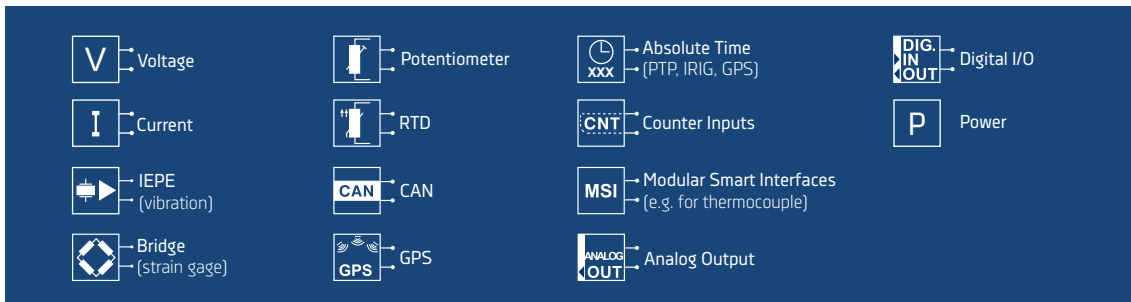 V
Voltage
I
Current
IEPE
(vibration)
Bridge
(strain gage)
Potentiometer
RTD
CAN
CAN
GPS
GPS
XXX
Absolute Time
(PTP, IRIG, GPS)
CNT
Counter Inputs
MSI
Modular Smart Interfaces
(e.g. for thermocouple)
ANALOG
OUT
Analog Output
DIG.
IN
OUT
Digital I/O
P
Power